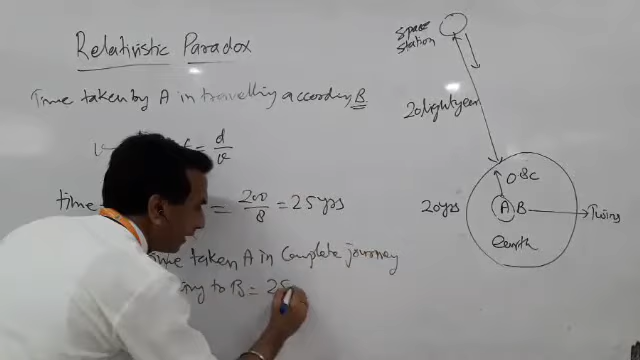 Relativistic Paradox
Time taken by A in travelling according B
t = d/v
time = 200/8 = 25 yrs
time taken A in Complete journey
to B = 25
Space
station
20 light year
0.8c
20 yrs
A B
Twins
earth